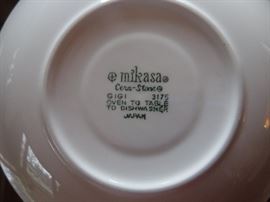 mikasa®
Cera-Stone®
GIGI 3175
OVEN TO TABLE
TO DISHWASHER
JAPAN